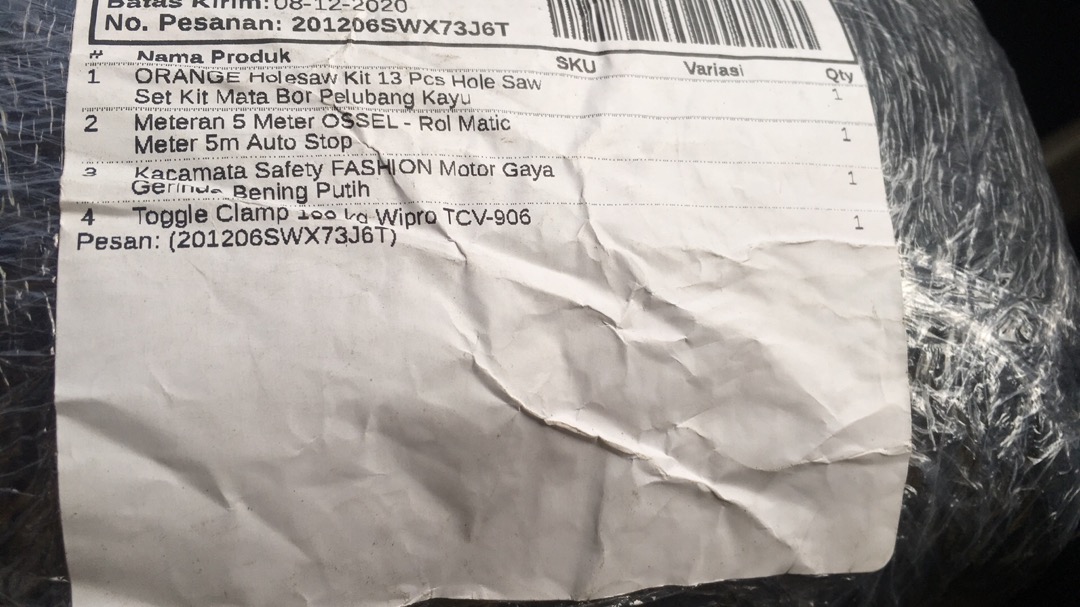 Batas Kirim: 08-12-2020
No. Pesanan: 201206SWX73J6T
# Nama Produk SKU Variasi Qty
1 ORANGE Holesaw Kit 13 Pcs Hole Saw 1
Set Kit Mata Bor Pelubang Kayu
2 Meteran 5 Meter OSSEL - Rol Matic 1
Meter 5m Auto Stop
3 Kacamata Safety FASHION Motor Gaya 1
Gerinda Bening Putih
4 Toggle Clamp 100 kg Wipro TCV-906 1
Pesan: (201206SWX73J6T)